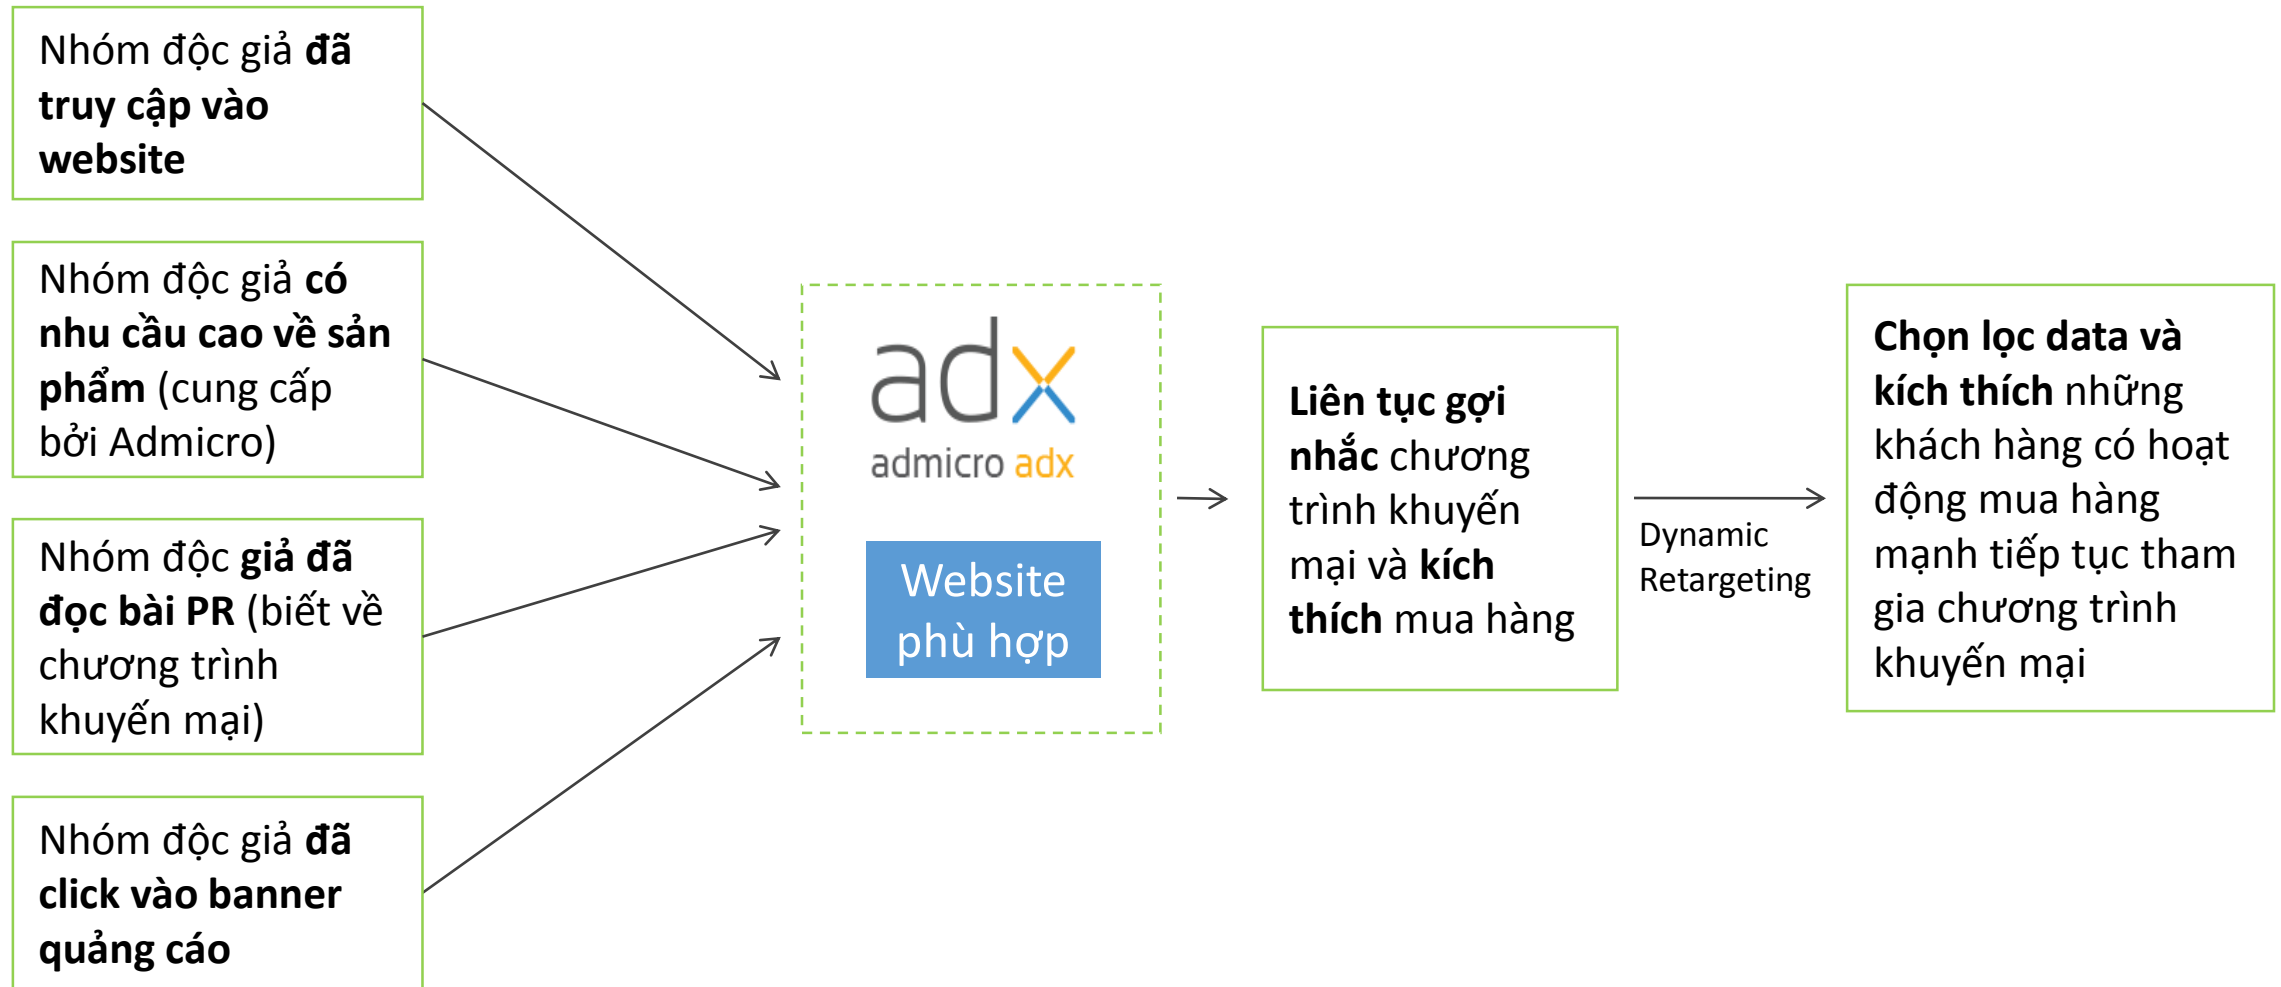 Nhóm độc giả đã
truy cập vào
website
Nhóm độc giả có
nhu cầu cao về sản
phẩm (cung cấp
bởi Admicro)
Nhóm độc giả đã
đọc bài PR (biết về
chương trình
khuyến mại)
Nhóm độc giả đã
click vào banner
quảng cáo
adx
admicro adx
Website
phù hợp
Liên tục gợi
nhắc chương
trình khuyến
mại và kích
thích mua hàng
Dynamic
Retargeting
Chọn lọc data và
kích thích những
khách hàng có hoạt
động mua hàng
mạnh tiếp tục tham
gia chương trình
khuyến mại